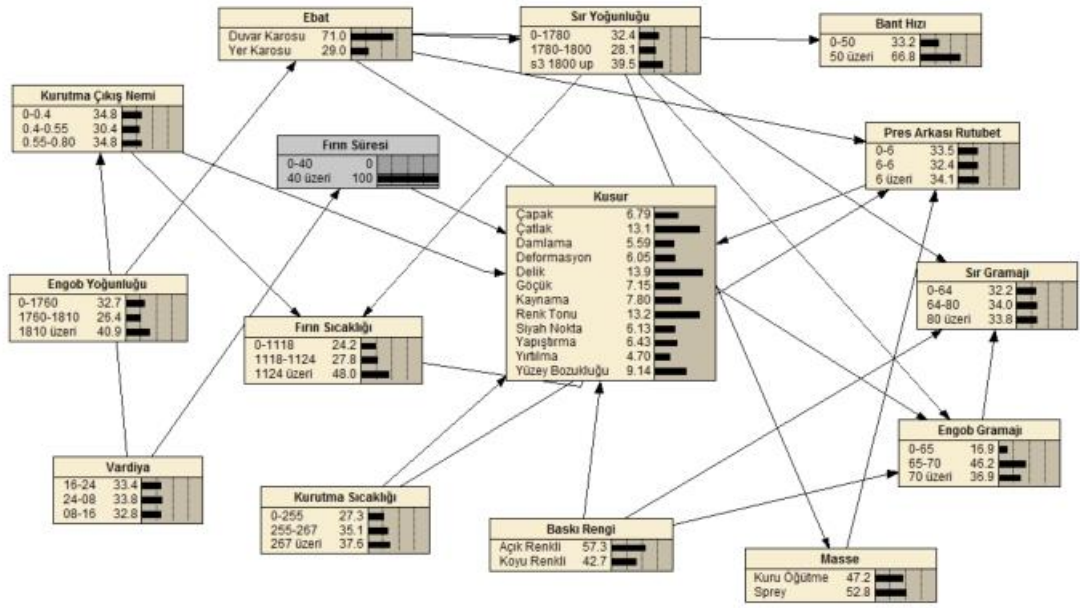 Ebat
Duvar Karosu 71.0
Yer Karosu 29.0
Sır Yoğunluğu
0-1780 32.4
1780-1800 28.1
s3 1800 up 39.5
Bant Hızı
0-50 33.2
50 üzeri 66.8
Kurutma Çıkış Nemi
0-0.4 34.8
0.4-0.55 30.4
0.55-0.80 34.8
Fırın Süresi
0-40 0
40 üzeri 100
Pres Arkası Rutubet
0-6 33.5
6-6 32.4
6 üzeri 34.1
Kusur
Çapak 6.79
Çatlak 13.1
Damlama 5.59
Deformasyon 6.05
Delik 13.9
Göçük 7.15
Kaynama 7.80
Renk Tonu 13.2
Siyah Nokta 6.13
Yapıştırma 6.43
Yırtılma 4.70
Yüzey Bozukluğu 9.14
Engob Yoğunluğu
0-1760 32.7
1760-1810 26.4
1810 üzeri 40.9
Sır Gramajı
0-64 32.2
64-80 34.0
80 üzeri 33.8
Fırın Sıcaklığı
0-1118 24.2
1118-1124 27.8
1124 üzeri 48.0
Engob Gramajı
0-65 16.9
65-70 46.2
70 üzeri 36.9
Vardiya
16-24 33.4
24-08 33.8
08-16 32.8
Kurutma Sıcaklığı
0-255 27.3
255-267 35.1
267 üzeri 37.6
Baskı Rengi
Açık Renkli 57.3
Koyu Renkli 42.7
Masse
Kuru Öğütme 47.2
Sprey 52.8